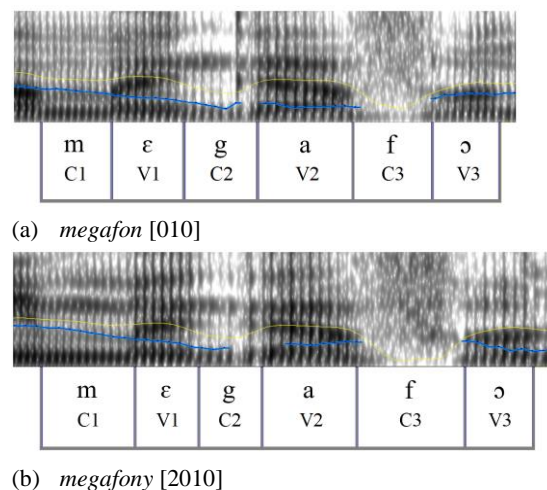 m ɛ g a f ɔ
C1 V1 C2 V2 C3 V3
(a) megafon [010]
m ɛ g a f ɔ
C1 V1 C2 V2 C3 V3
(b) megafony [2010]